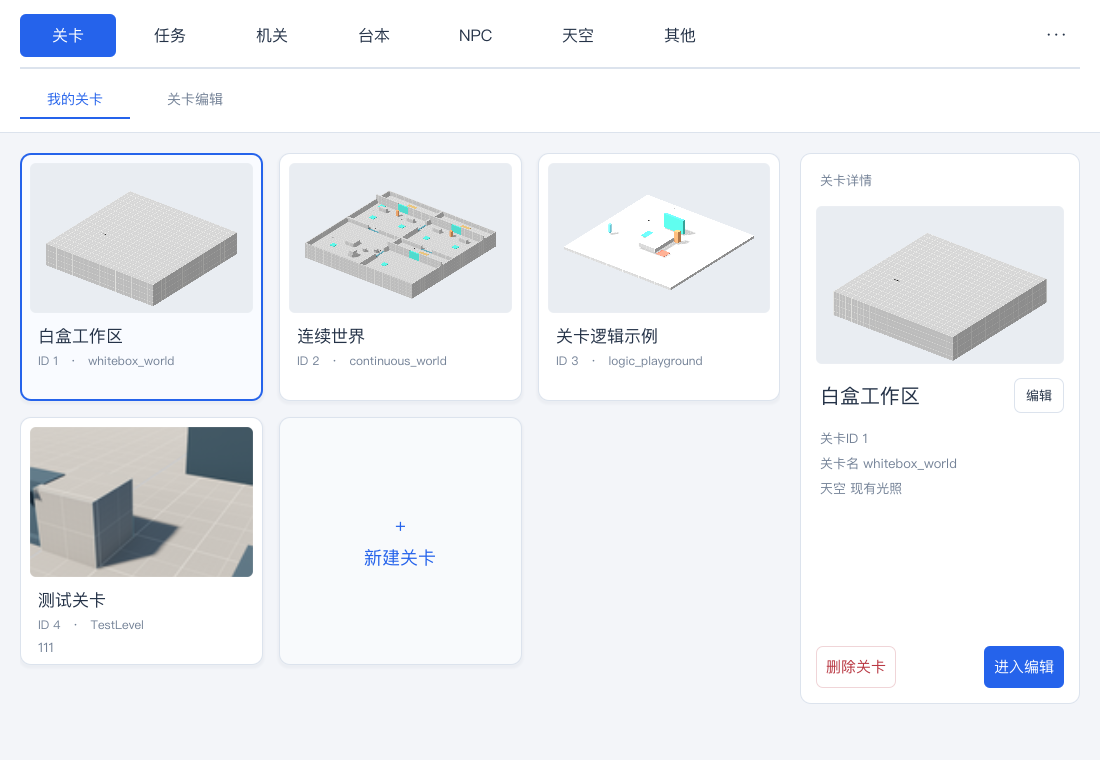 关卡 任务 机关 台本 NPC 天空 其他 ···
我的关卡 关卡编辑
白盒工作区
ID 1 · whitebox_world
连续世界
ID 2 · continuous_world
关卡逻辑示例
ID 3 · logic_playground
测试关卡
ID 4 · TestLevel
111
+
新建关卡
关卡详情
白盒工作区 编辑
关卡ID 1
关卡名 whitebox_world
天空 现有光照
删除关卡 进入编辑